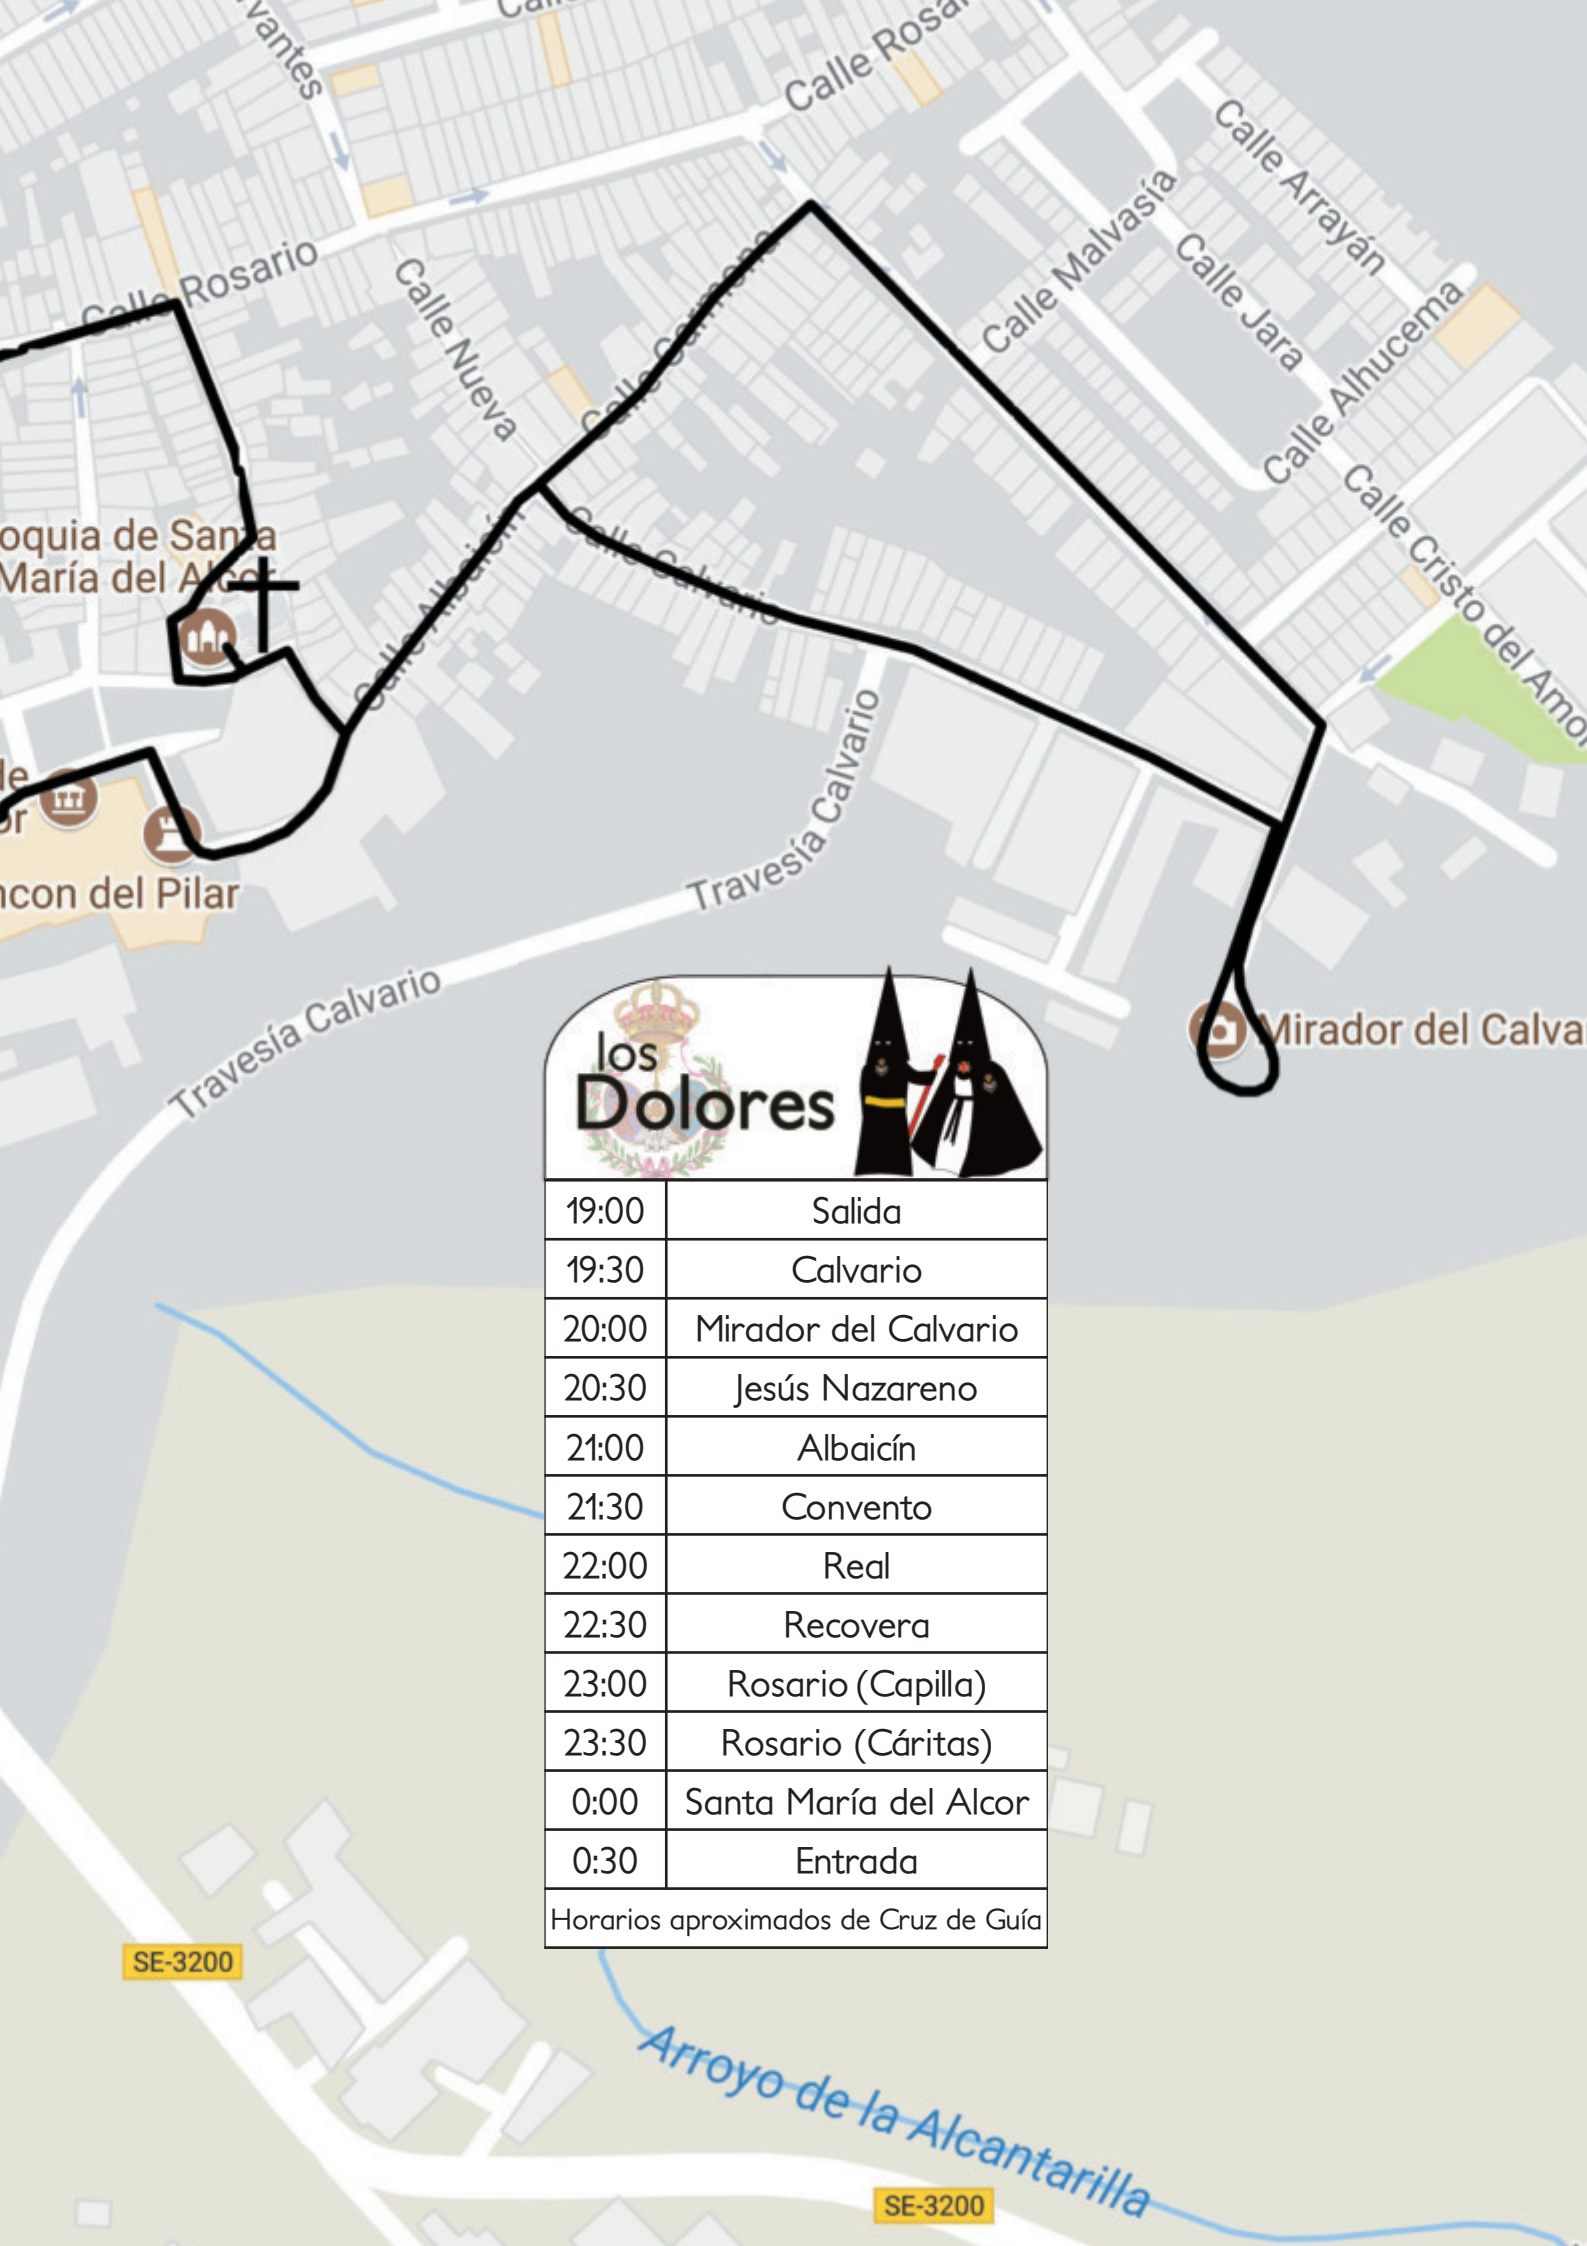 Calle Rosario
Calle Arrayán
Calle Malvasía
Calle Jara
Calle Rosario
Calle Nueva
Calle Carmona
Calle Alhucema
Calle Cristo del Amor
Calle Calvario
Santa
María del Alcor
Calle Albaicín
Travesía Calvario
del Pilar
Travesía Calvario
Mirador del Calva
los
Dolores
19:00 Salida
19:30 Calvario
20:00 Mirador del Calvario
20:30 Jesús Nazareno
21:00 Albaicín
21:30 Convento
22:00 Real
22:30 Recovera
23:00 Rosario (Capilla)
23:30 Rosario (Cáritas)
0:00 Santa María del Alcor
0:30 Entrada
Horarios aproximados de Cruz de Guía
SE-3200
Arroyo de la Alcantarilla
SE-3200